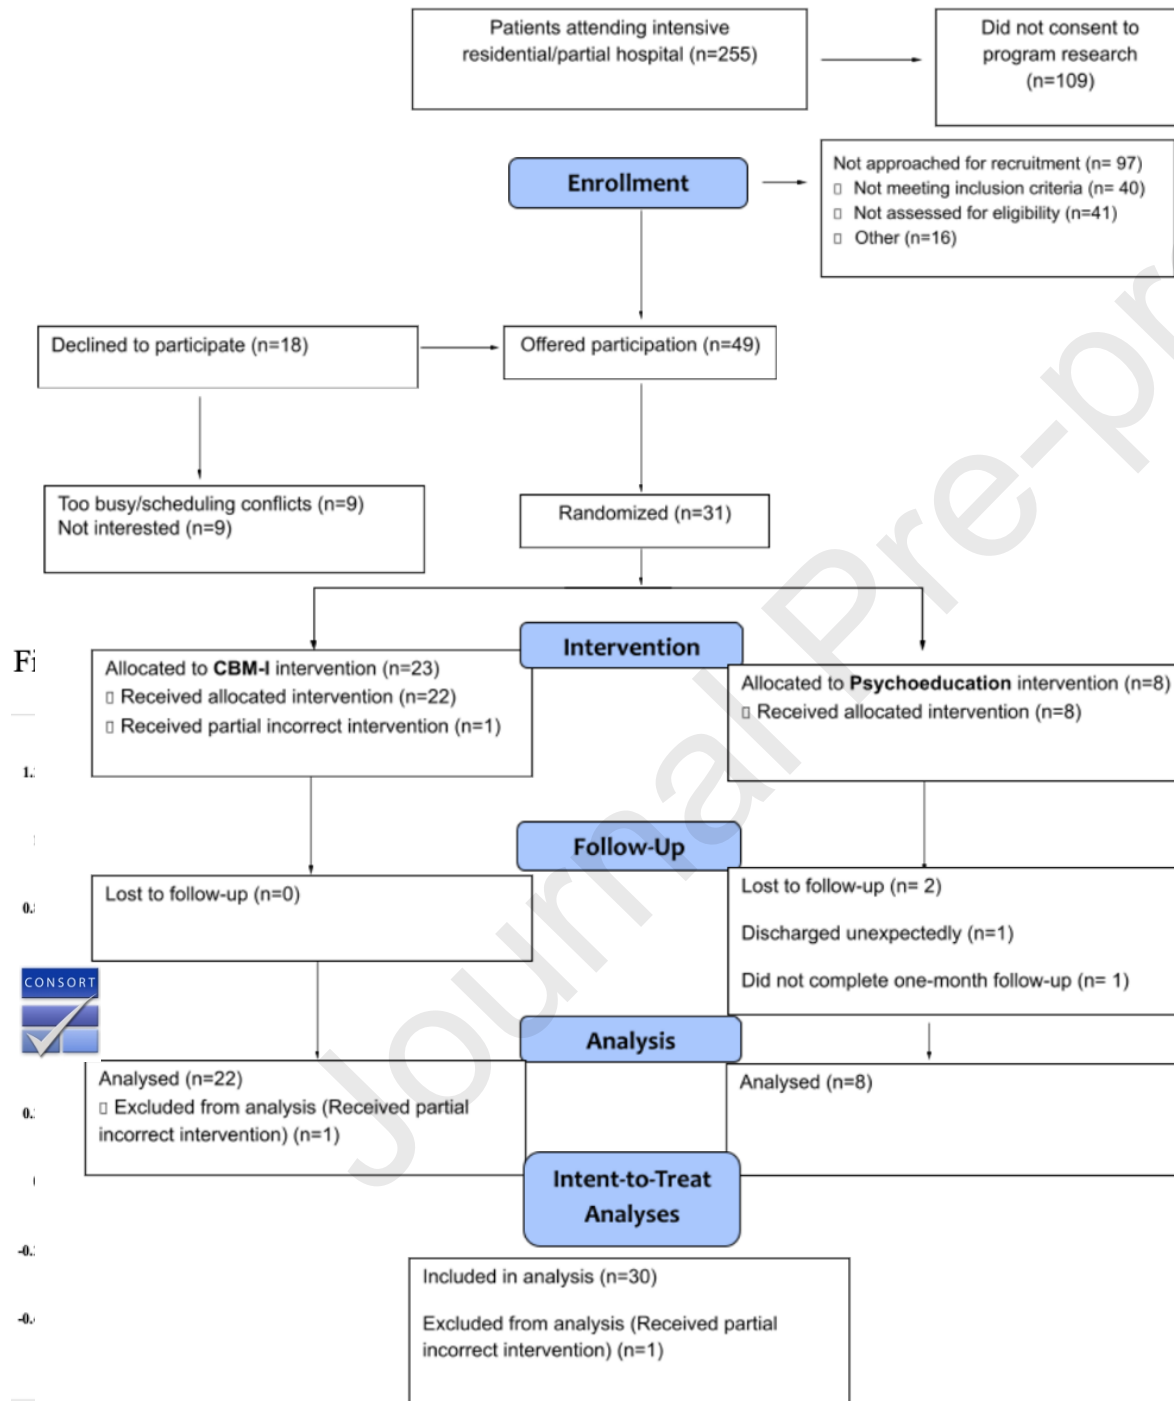 Patients attending intensive
residential/partial hospital (n=255)
Did not consent to
program research
(n=109)
Enrollment
Not approached for recruitment (n= 97)
▯ Not meeting inclusion criteria (n= 40)
▯ Not assessed for eligibility (n=41)
▯ Other (n=16)
Declined to participate (n=18)
Offered participation (n=49)
Too busy/scheduling conflicts (n=9)
Not interested (n=9)
Randomized (n=31)
Intervention
Fi
Allocated to CBM-I intervention (n=23)
▯ Received allocated intervention (n=22)
▯ Received partial incorrect intervention (n=1)
Allocated to Psychoeducation intervention (n=8)
▯ Received allocated intervention (n=8)
Follow-Up
Lost to follow-up (n=0)
Lost to follow-up (n= 2)
Discharged unexpectedly (n=1)
Did not complete one-month follow-up (n= 1)
CONSORT
Analysis
Analysed (n=22)
▯ Excluded from analysis (Received partial
incorrect intervention) (n=1)
Analysed (n=8)
Intent-to-Treat
Analyses
Included in analysis (n=30)
Excluded from analysis (Received partial
incorrect intervention) (n=1)
Journal Pre-pr